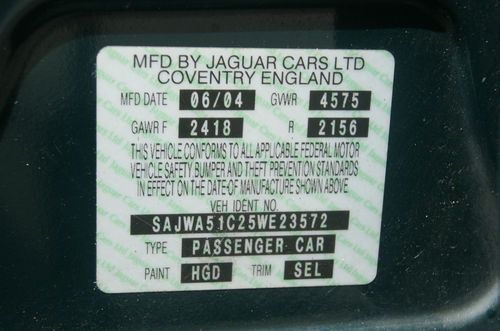 MFD BY JAGUAR CARS LTD
COVENTRY ENGLAND
MFD DATE 06/04 GVWR 4575
GAWR F 2418 R 2156
THIS VEHICLE CONFORMS TO ALL APPLICABLE FEDERAL MOTOR
VEHICLE SAFETY, BUMPER AND THEFT PREVENTION STANDARDS
IN EFFECT ON THE DATE OF MANUFACTURE SHOWN ABOVE
VEH IDENT NO.
SAJWA51C25WE23572
TYPE PASSENGER CAR
PAINT HGD TRIM SEL